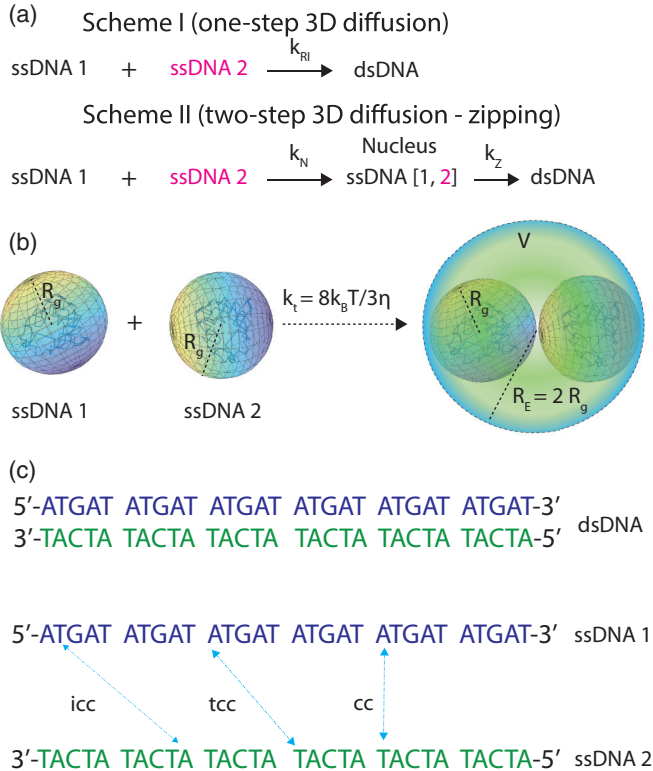 (a)
Scheme I (one-step 3D diffusion)
ssDNA 1 + ssDNA 2 k_RI dsDNA
Scheme II (two-step 3D diffusion - zipping)
ssDNA 1 + ssDNA 2 k_N Nucleus ssDNA [1, 2] k_Z dsDNA
(b)
R_g + R_g k_t = 8k_BT/3η V R_g R_E = 2 R_g
ssDNA 1 ssDNA 2
(c)
5′-ATGAT ATGAT ATGAT ATGAT ATGAT ATGAT-3′
3′-TACTA TACTA TACTA TACTA TACTA TACTA-5′
dsDNA
5′-ATGAT ATGAT ATGAT ATGAT ATGAT ATGAT-3′ ssDNA 1
icc tcc cc
3′-TACTA TACTA TACTA TACTA TACTA TACTA-5′ ssDNA 2